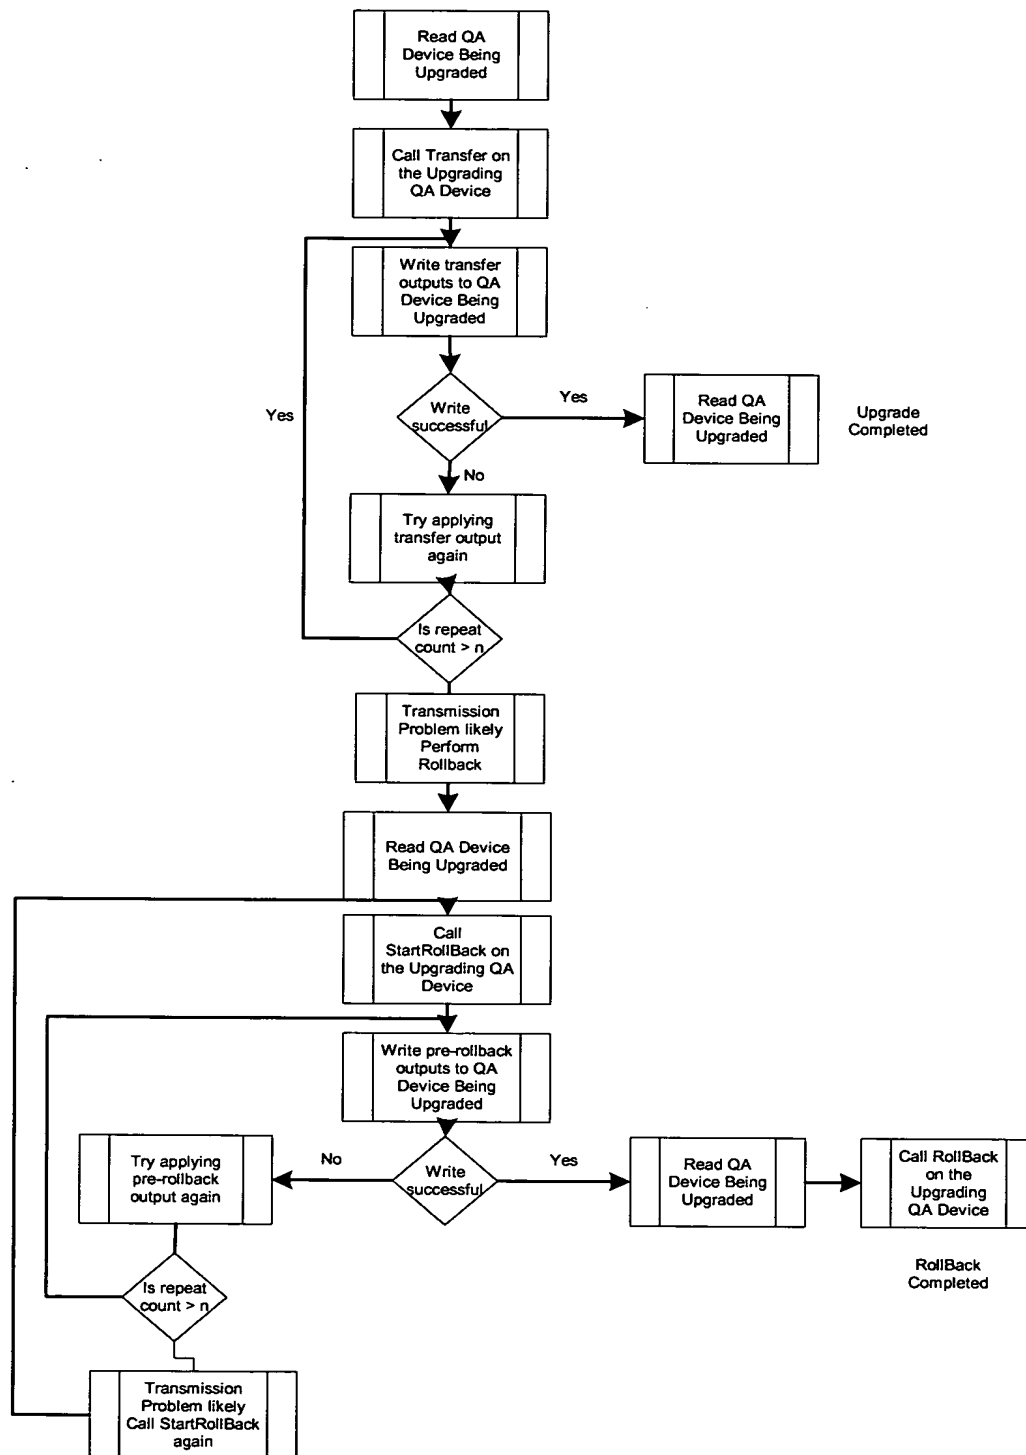 Read QA
Device Being
Upgraded
Call Transfer on
the Upgrading
QA Device
Write transfer
outputs to QA
Device Being
Upgraded
Write
successful
Yes
Read QA
Device Being
Upgraded
Upgrade
Completed
Yes
No
Try applying
transfer output
again
Is repeat
count > n
Transmission
Problem likely
Perform
Rollback
Read QA Device
Being Upgraded
Call
StartRollBack on
the Upgrading QA
Device
Write pre-rollback
outputs to QA
Device Being
Upgraded
Write
successful
No
Try applying
pre-rollback
output again
Yes
Read QA
Device Being
Upgraded
Call RollBack
on the
Upgrading
QA Device
RollBack
Completed
Is repeat
count > n
Transmission
Problem likely
Call StartRollBack
again